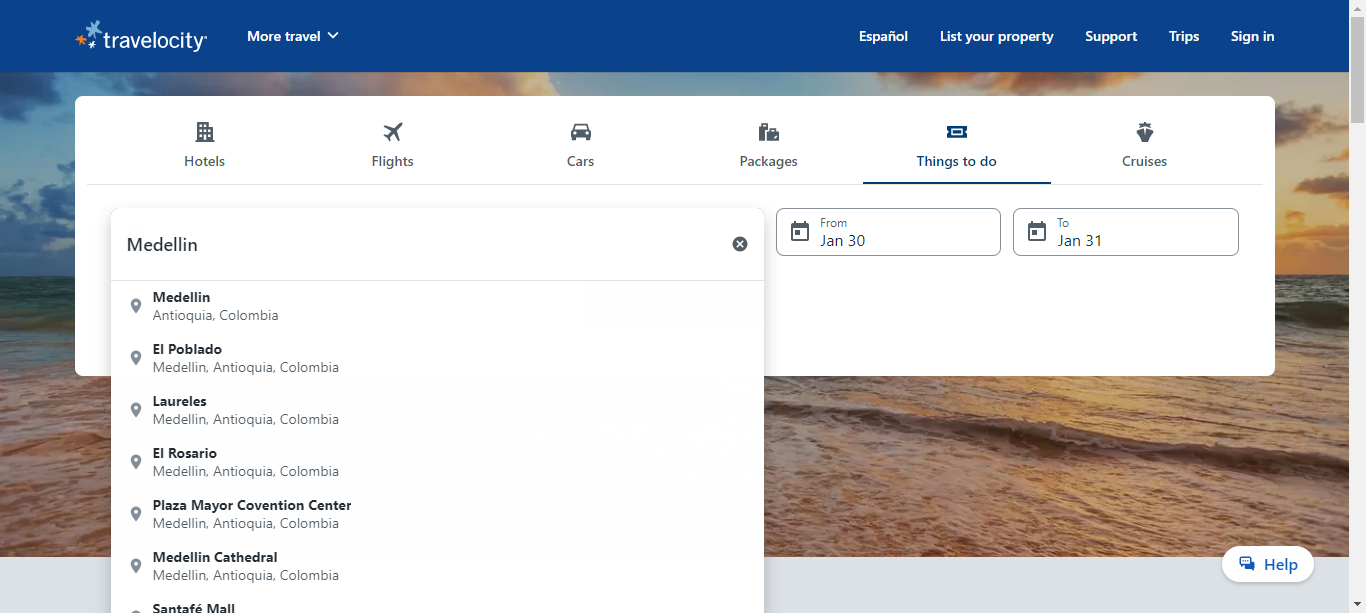 travelocity
More travel
Español
List your property
Support
Trips
Sign in
Hotels
Flights
Cars
Packages
Things to do
Cruises
Medellin
From
Jan 30
To
Jan 31
Medellin
Antioquia, Colombia
El Poblado
Medellin, Antioquia, Colombia
Laureles
Medellin, Antioquia, Colombia
El Rosario
Medellin, Antioquia, Colombia
Plaza Mayor Covention Center
Medellin, Antioquia, Colombia
Medellin Cathedral
Medellin, Antioquia, Colombia
Santafé Mall
Help